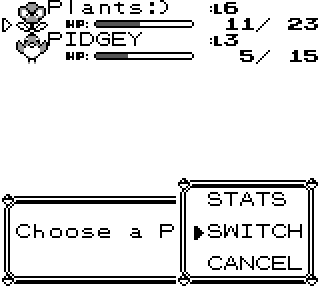 Plants:) :L6
HP: 11/ 23
PIDGEY :L3
HP: 5/ 15
STATS
Choose a P ▶SWITCH
CANCEL